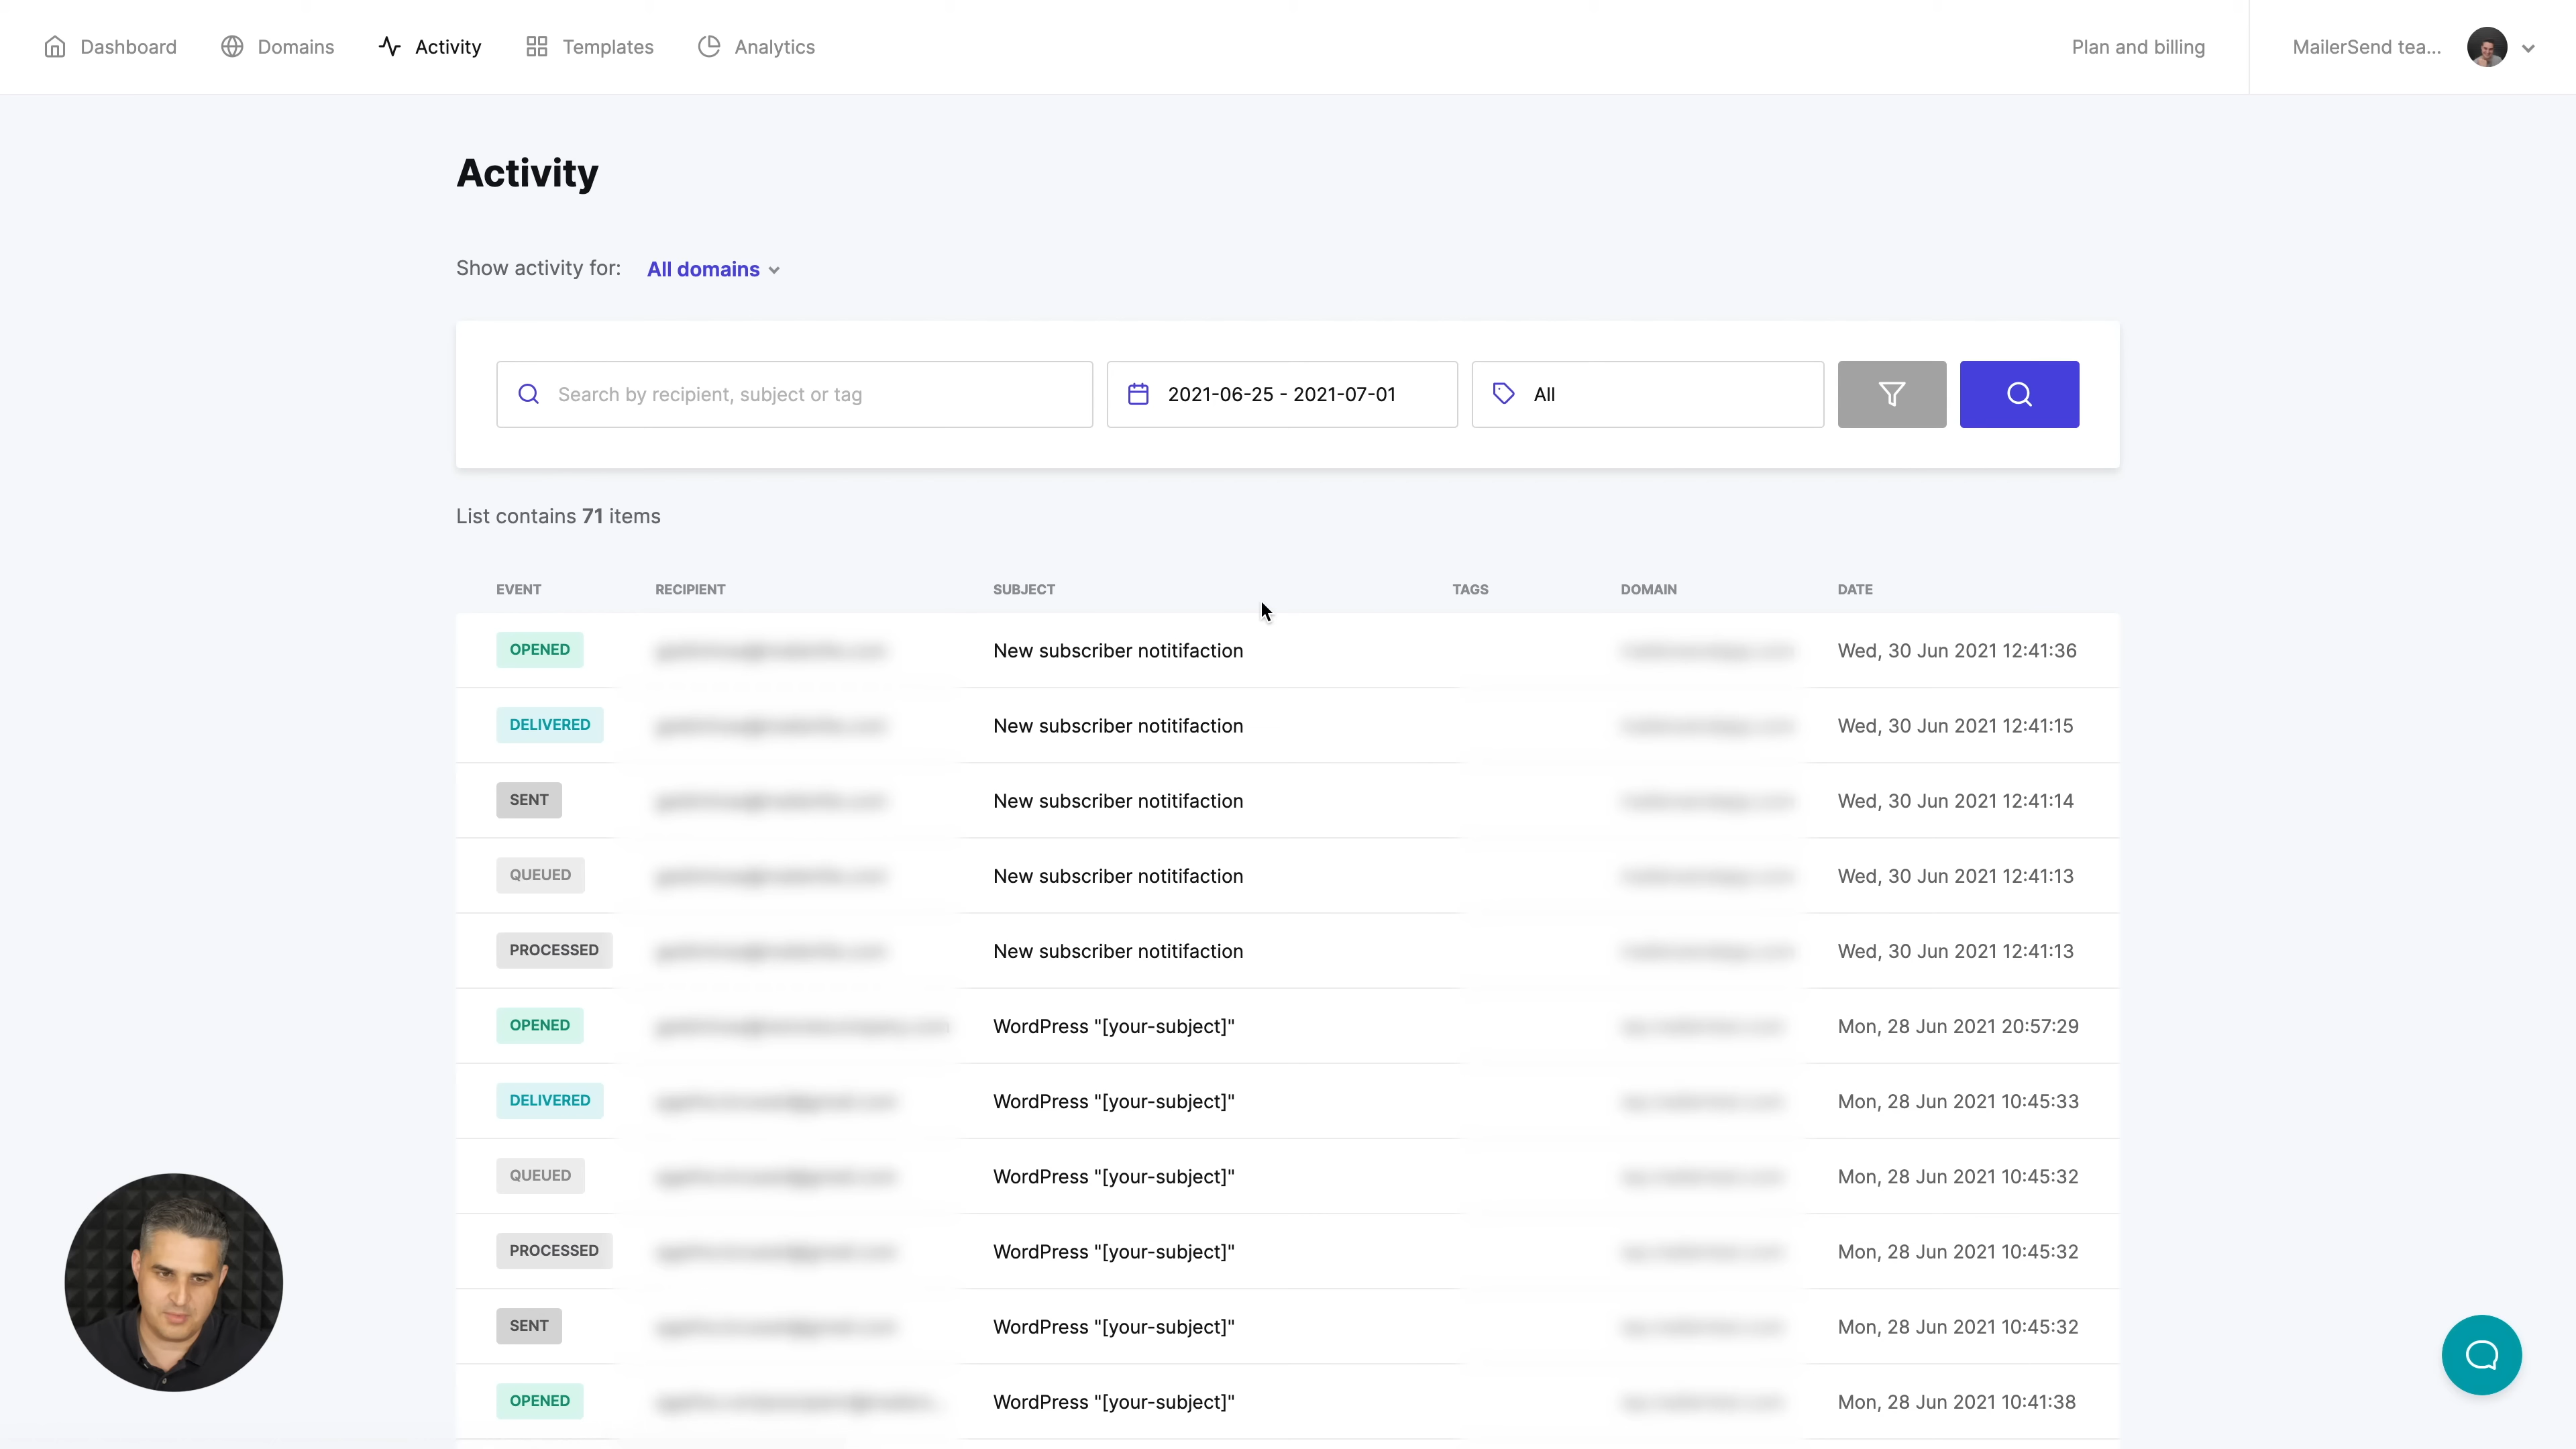 Dashboard Domains Activity Templates Analytics Plan and billing MailerSend tea...
Activity
Show activity for: All domains
Search by recipient, subject or tag 2021-06-25 - 2021-07-01 All
List contains 71 items
EVENT RECIPIENT SUBJECT TAGS DOMAIN DATE
OPENED New subscriber notitifaction Wed, 30 Jun 2021 12:41:36
DELIVERED New subscriber notitifaction Wed, 30 Jun 2021 12:41:15
SENT New subscriber notitifaction Wed, 30 Jun 2021 12:41:14
QUEUED New subscriber notitifaction Wed, 30 Jun 2021 12:41:13
PROCESSED New subscriber notitifaction Wed, 30 Jun 2021 12:41:13
OPENED WordPress "[your-subject]" Mon, 28 Jun 2021 20:57:29
DELIVERED WordPress "[your-subject]" Mon, 28 Jun 2021 10:45:33
QUEUED WordPress "[your-subject]" Mon, 28 Jun 2021 10:45:32
PROCESSED WordPress "[your-subject]" Mon, 28 Jun 2021 10:45:32
SENT WordPress "[your-subject]" Mon, 28 Jun 2021 10:45:32
OPENED WordPress "[your-subject]" Mon, 28 Jun 2021 10:41:38